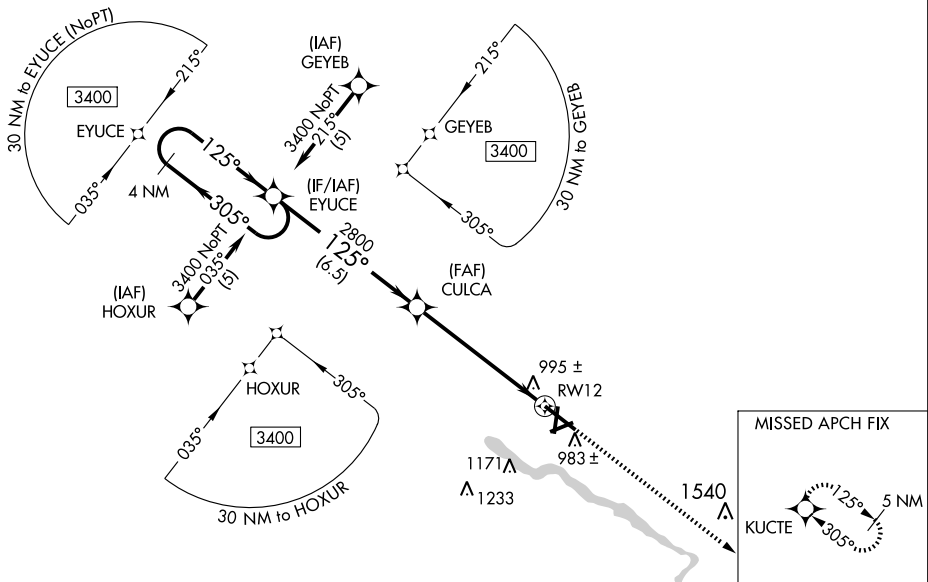 30 NM to EYUCE (NoPT)
215°
3400
EYUCE
035°
(IAF)
GEYEB
3400 NoPT
215°
(5)
215°
GEYEB
3400
30 NM to GEYEB
305°
125°
4 NM
305°
(IF/IAF)
EYUCE
3400 NoPT
035°
(5)
(IAF)
HOXUR
2800
125°
(6.5)
(FAF)
CULCA
HOXUR
305°
035°
3400
30 NM to HOXUR
995 ±
RW12
983 ±
1171
1233
1540
MISSED APCH FIX
125°
5 NM
KUCTE
305°